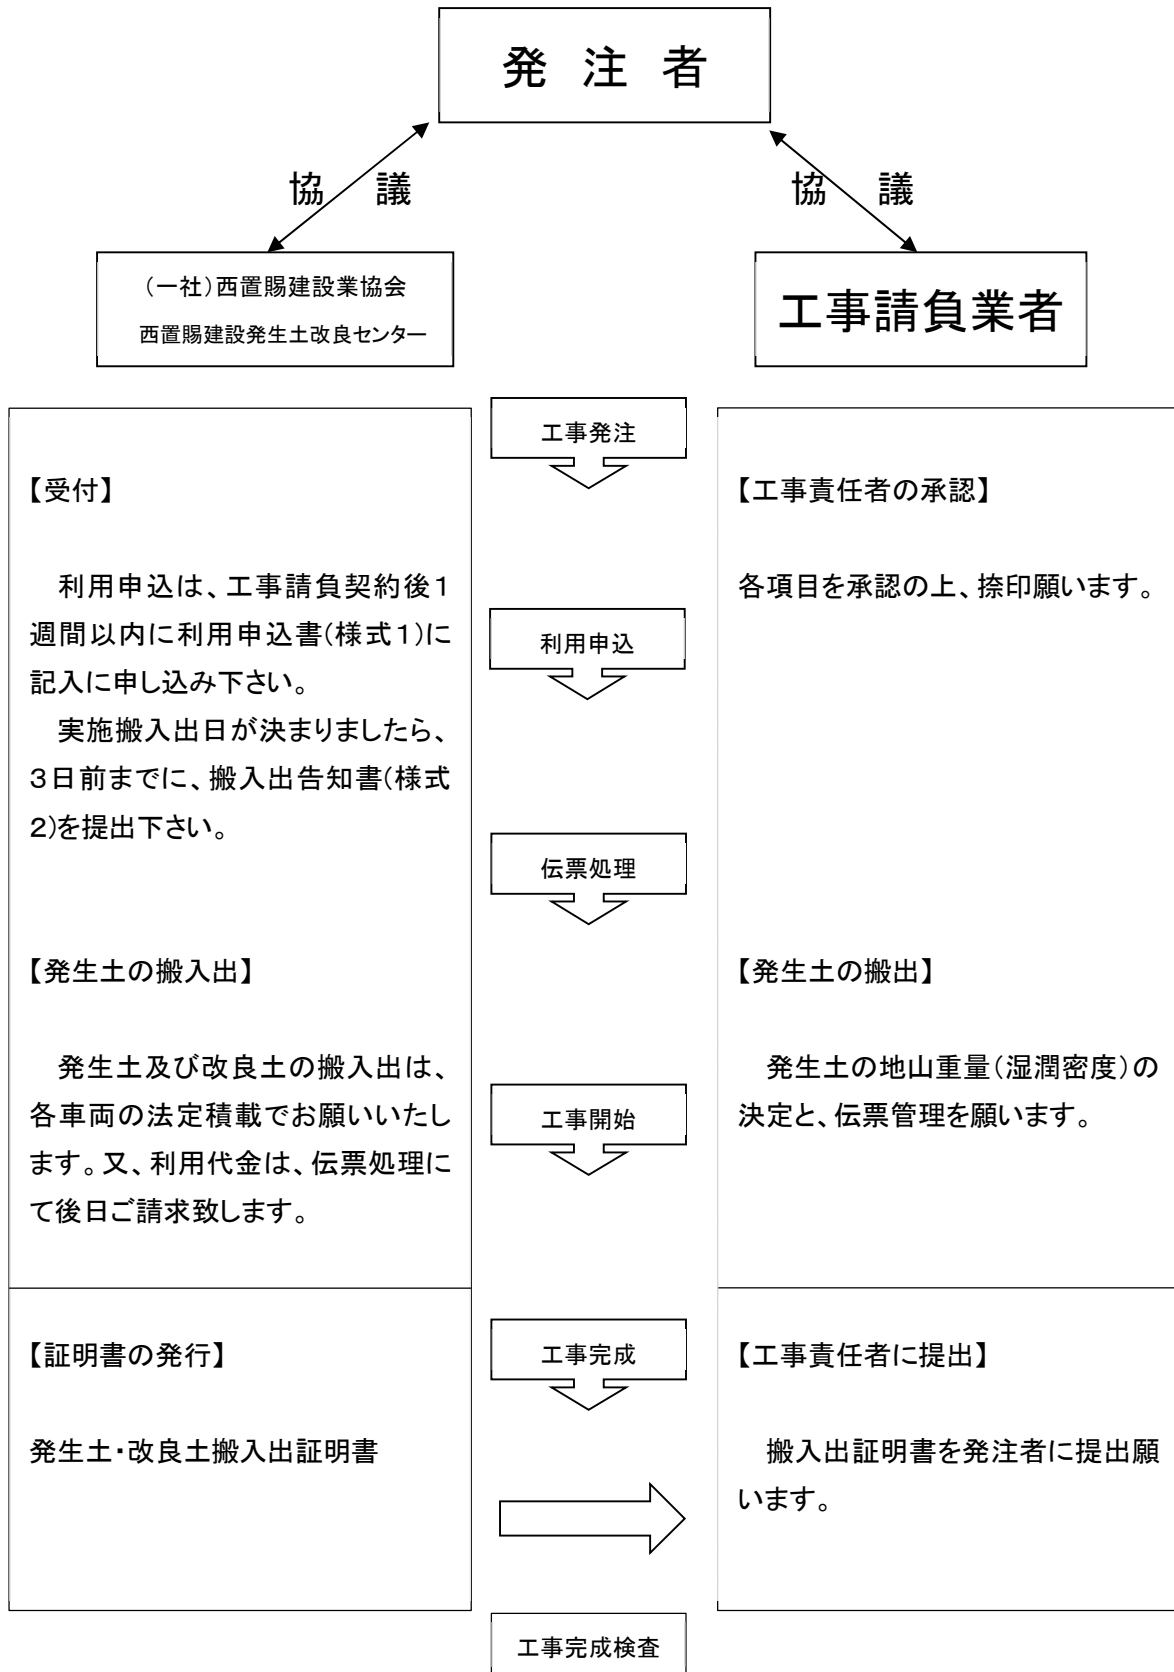 発 注 者
協 議
協 議
（一社）西置賜建設業協会
西置賜建設発生土改良センター
工事請負業者
工事発注
【受付】
利用申込は、工事請負契約後１
週間以内に利用申込書(様式１)に
記入に申し込み下さい。
実施搬入出日が決まりましたら、
３日前までに、搬入出告知書(様式
２)を提出下さい。
【発生土の搬入出】
発生土及び改良土の搬入出は、
各車両の法定積載でお願いいたし
ます。又、利用代金は、伝票処理に
て後日ご請求致します。
利用申込
伝票処理
工事開始
【工事責任者の承認】
各項目を承認の上、捺印願います。
【発生土の搬出】
発生土の地山重量（湿潤密度）の
決定と、伝票管理を願います。
【証明書の発行】
発生土・改良土搬入出証明書
工事完成
【工事責任者に提出】
搬入出証明書を発注者に提出願
います。
工事完成検査